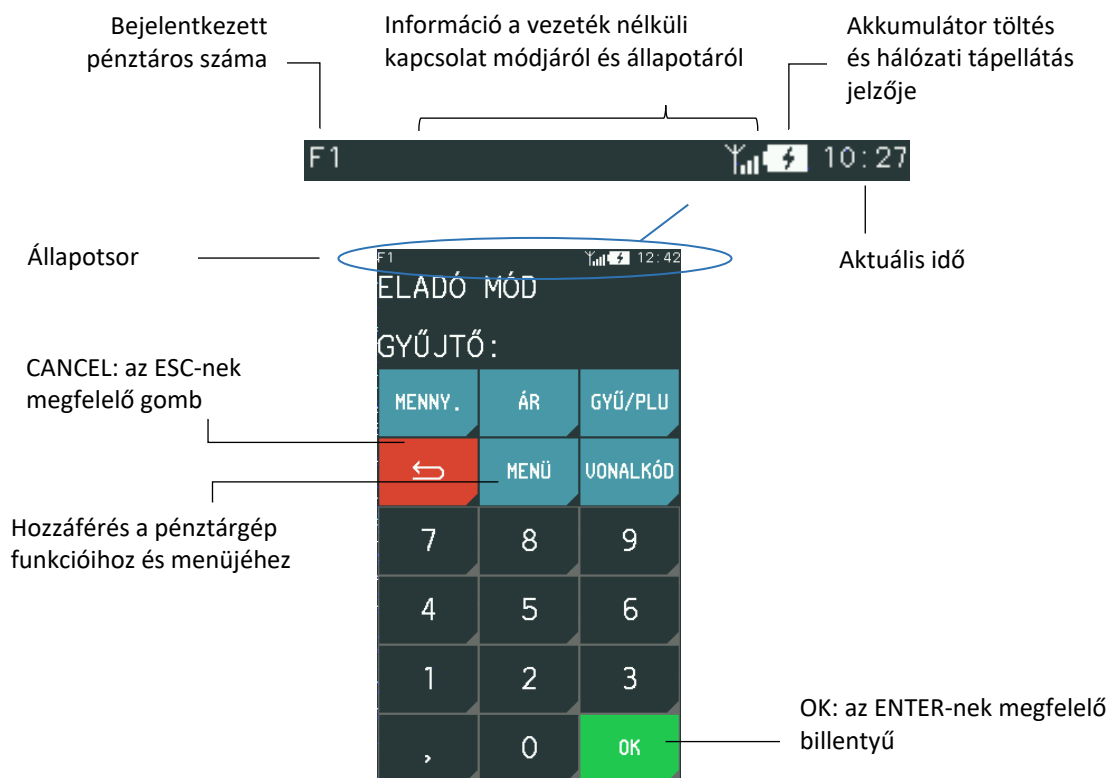 Bejelentkezett
pénztáros száma
Információ a vezeték nélküli
kapcsolat módjáról és állapotáról
Akkumulátor töltés
és hálózati tápellátás
jelzője
F1
10:27
Állapotsor
Aktuális idő
F1
12:42
ELADÓ MÓD
GYŰJTŐ:
CANCEL: az ESC-nek
megfelelő gomb
MENNY. ÁR GYŰ/PLU
MENÜ VONALKÓD
Hozzáférés a pénztárgép
funkcióihoz és menüjéhez
7 8 9
4 5 6
1 2 3
, 0 OK
OK: az ENTER-nek megfelelő
billentyű